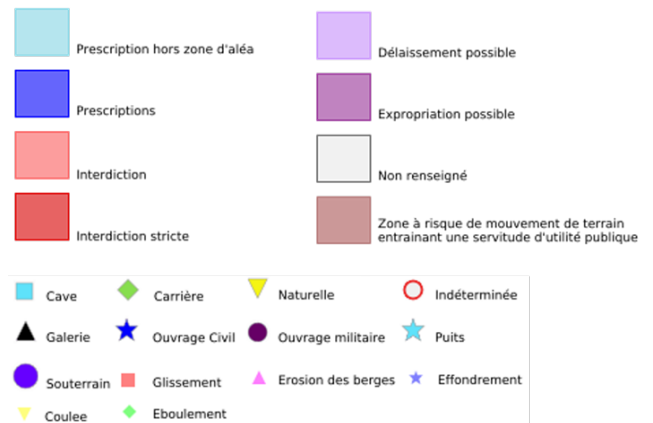 Prescription hors zone d'aléa
Délaissement possible
Prescriptions
Expropriation possible
Interdiction
Non renseigné
Interdiction stricte
Zone à risque de mouvement de terrain
entrainant une servitude d'utilité publique
Cave
Carrière
Naturelle
Indéterminée
Galerie
Ouvrage Civil
Ouvrage militaire
Puits
Souterrain
Glissement
Erosion des berges
Effondrement
Coulee
Eboulement